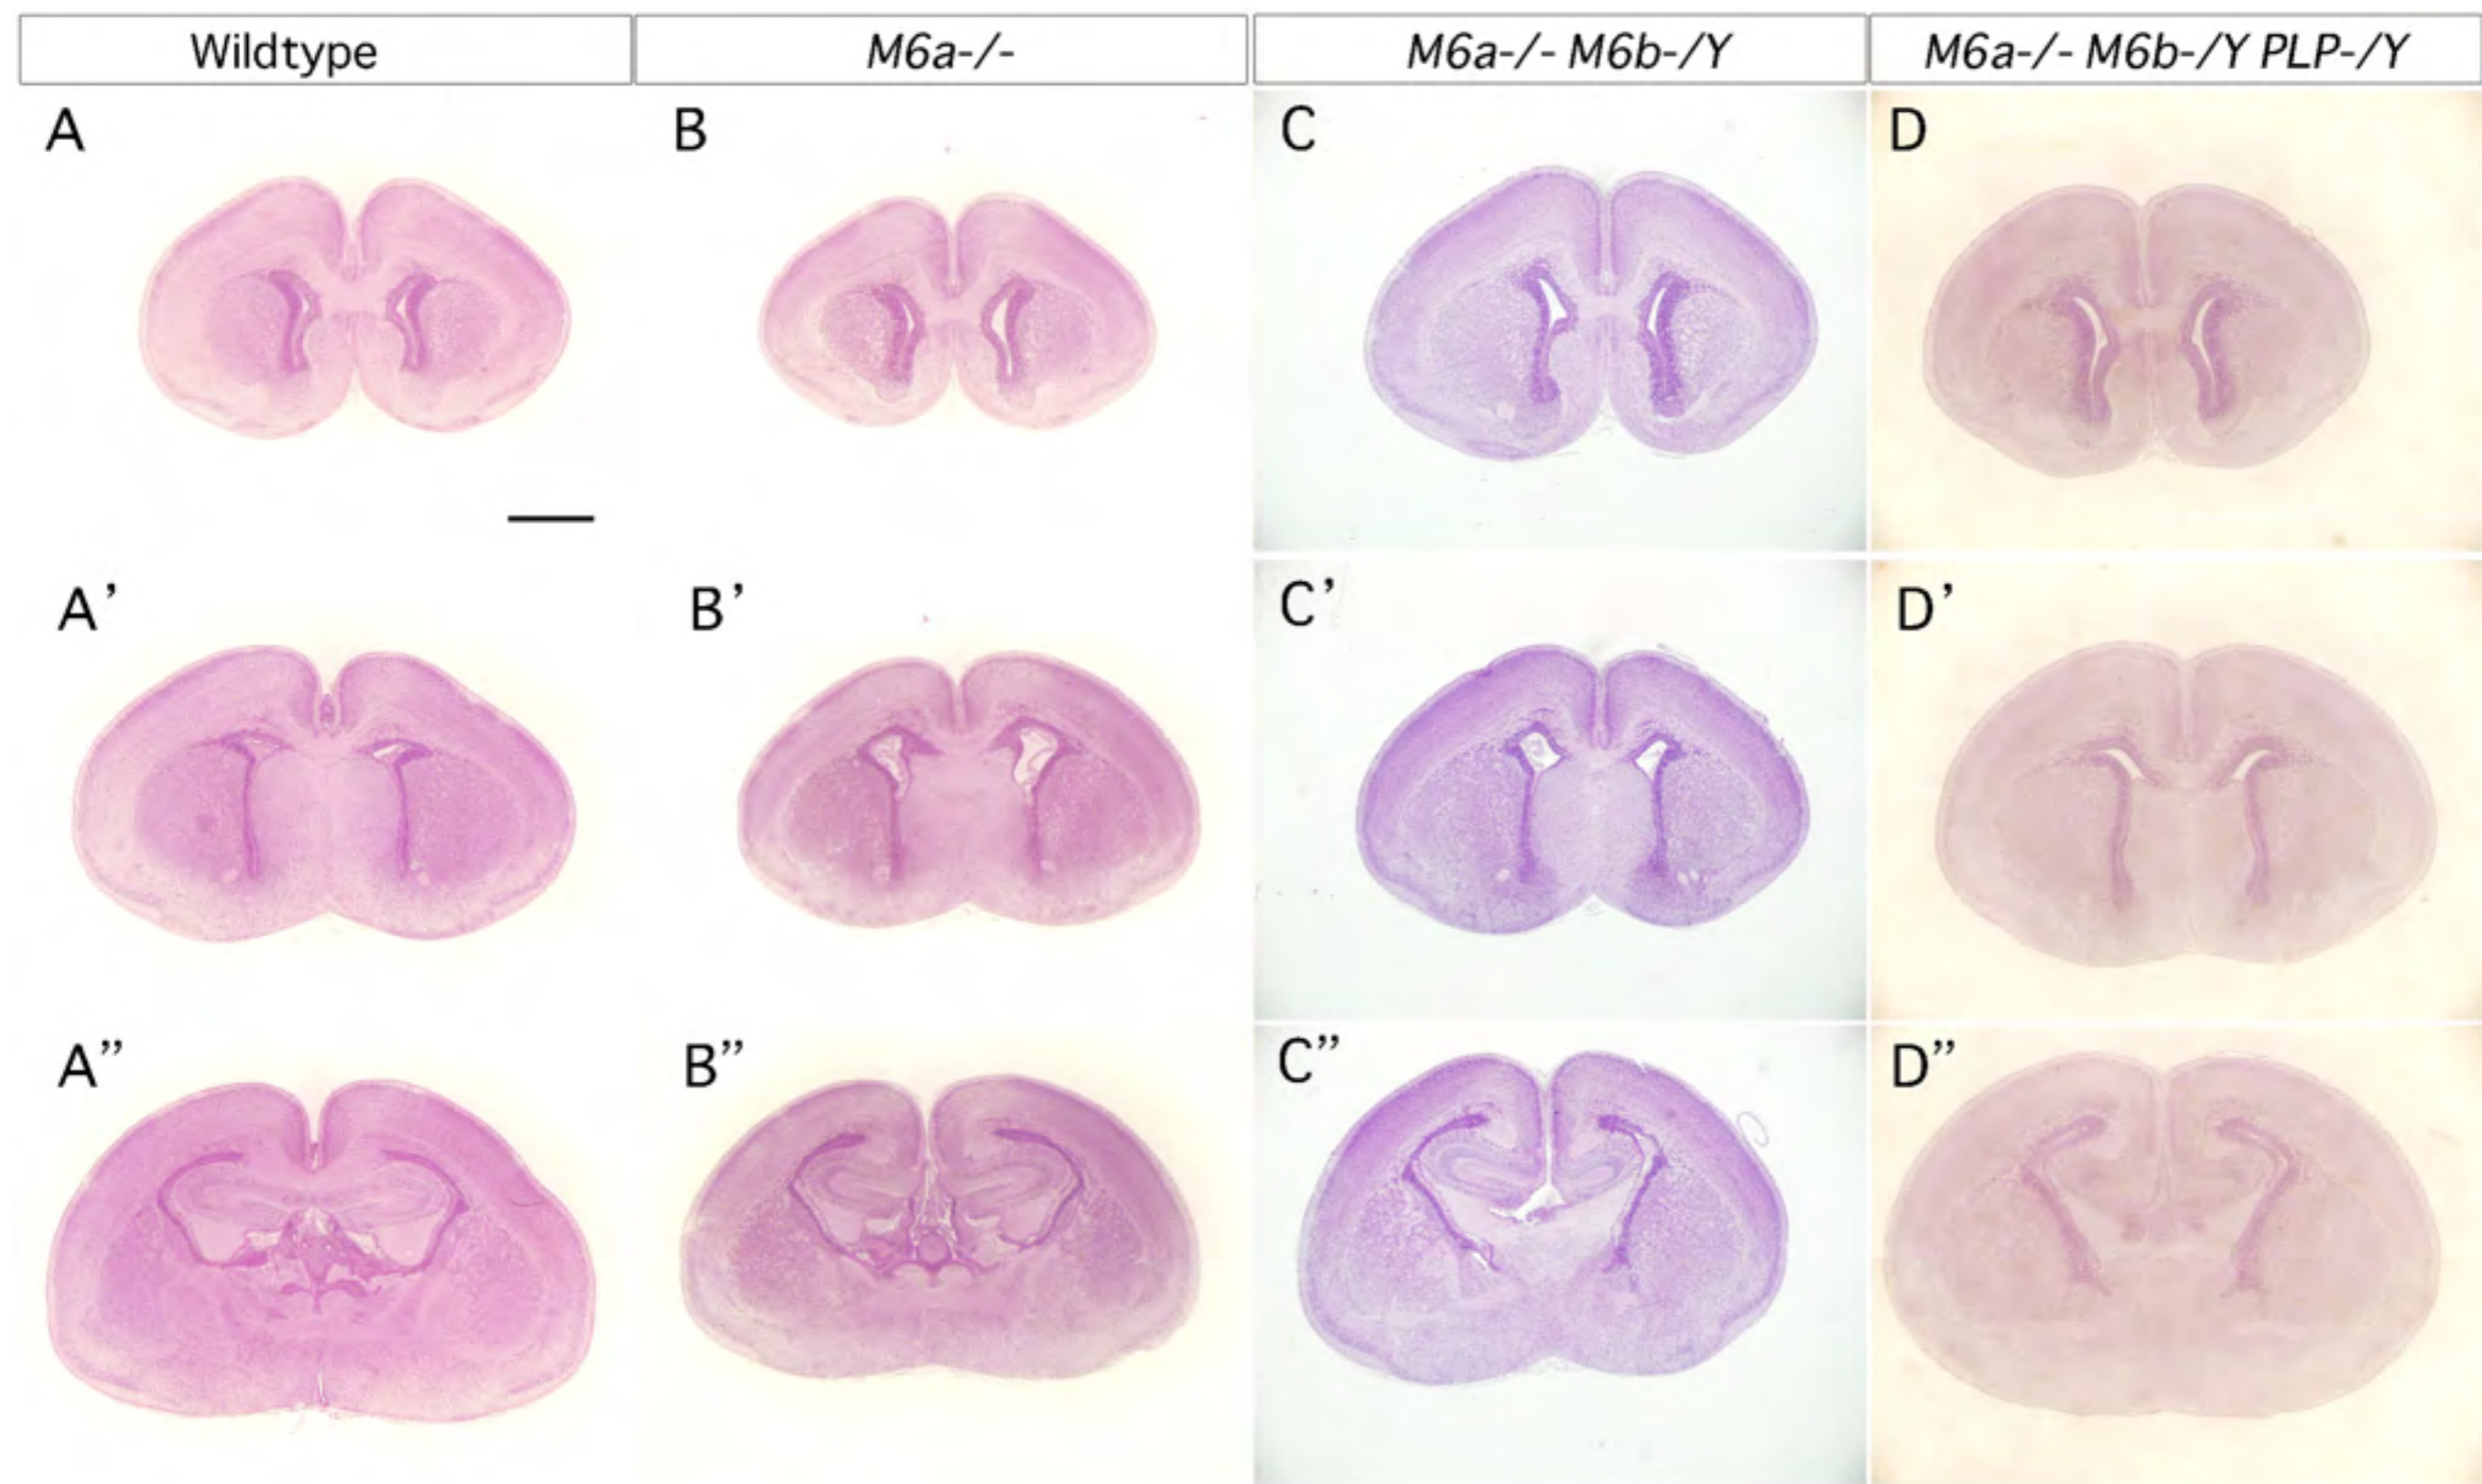 Wildtype
M6a-/-
M6a-/- M6b-/Y
M6a-/- M6b-/Y PLP-/Y
A
B
C
D
A’
B’
C’
D’
A”
B”
C”
D”